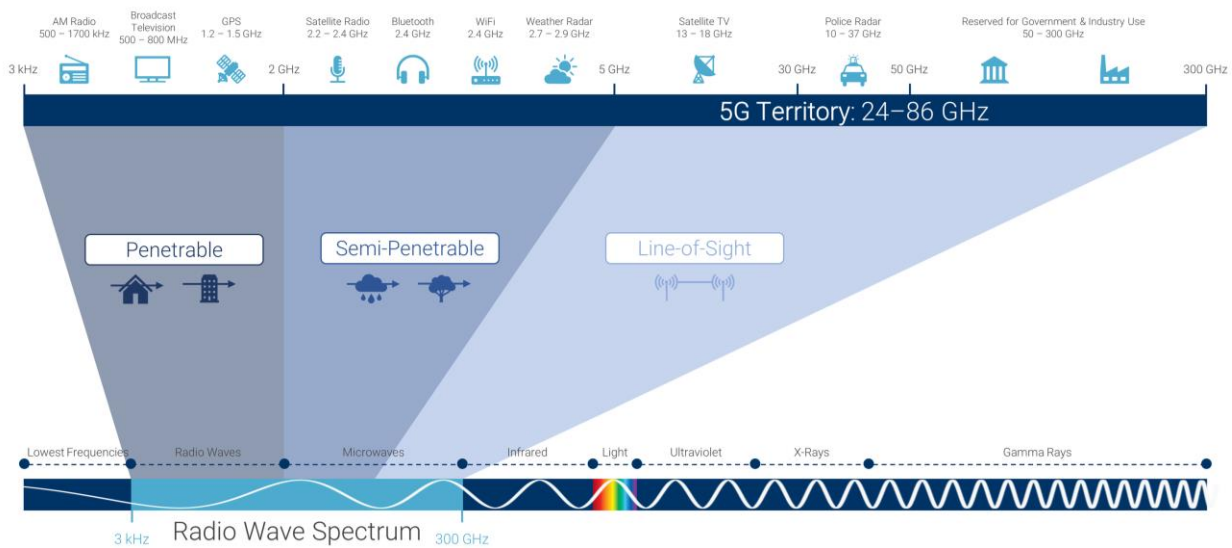 AM Radio
500 – 1700 kHz
Broadcast
Television
500 – 800 MHz
GPS
1.2 – 1.5 GHz
Satellite Radio
2.2 – 2.4 GHz
Bluetooth
2.4 GHz
WiFi
2.4 GHz
Weather Radar
2.7 – 2.9 GHz
Satellite TV
13 – 18 GHz
Police Radar
10 – 37 GHz
Reserved for Government & Industry Use
50 – 300 GHz
3 kHz
2 GHz
5 GHz
30 GHz
50 GHz
300 GHz
5G Territory: 24–86 GHz
Penetrable
Semi-Penetrable
Line-of-Sight
Lowest Frequencies
Radio Waves
Microwaves
Infrared
Light
Ultraviolet
X-Rays
Gamma Rays
3 kHz
Radio Wave Spectrum
300 GHz